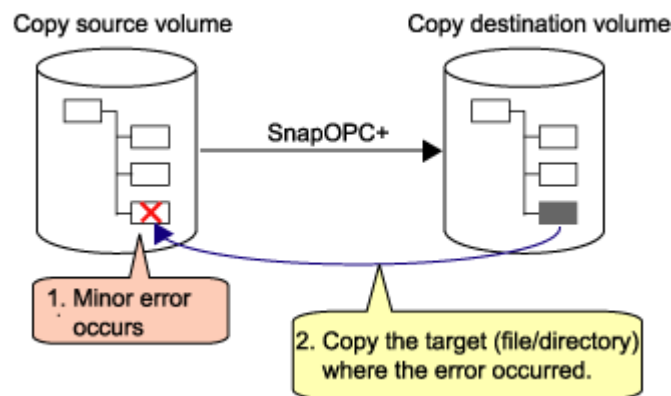 Copy source volume
Copy destination volume
SnapOPC+
1. Minor error
occurs
2. Copy the target (file/directory)
where the error occurred.